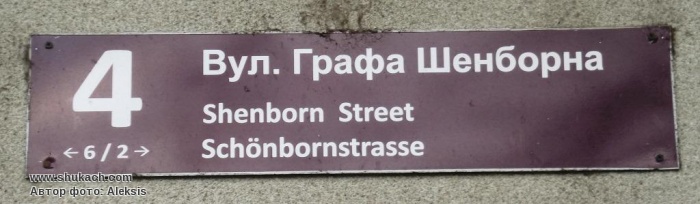 4
← 6 / 2 →
Вул. Графа Шенборна
Shenborn Street
Schönbornstrasse
www.shukach.com
Автор фото: Aleksis